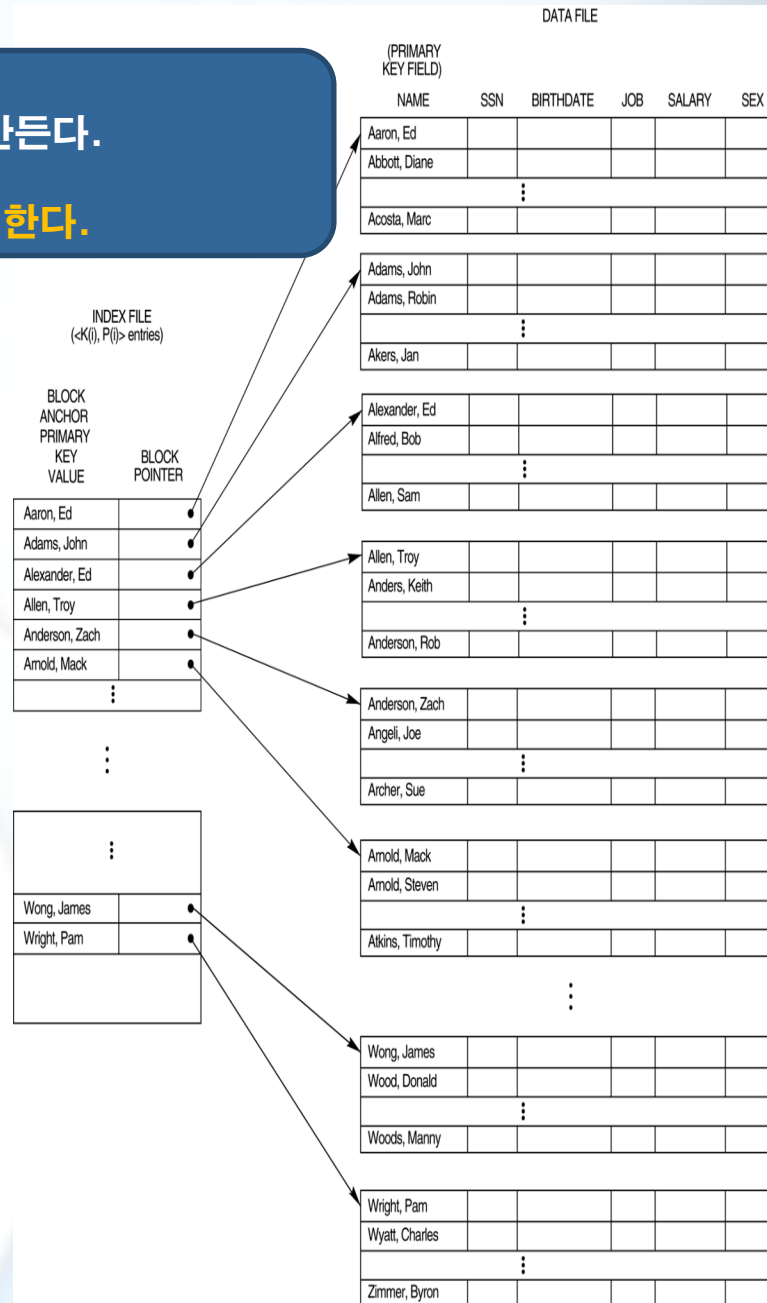 만든다.
한다.
DATA FILE
(PRIMARY
KEY FIELD)
NAME SSN BIRTHDATE JOB SALARY SEX
Aaron, Ed
Abbott, Diane
Acosta, Marc
Adams, John
Adams, Robin
Akers, Jan
Alexander, Ed
Alfred, Bob
Allen, Sam
Allen, Troy
Anders, Keith
Anderson, Rob
Anderson, Zach
Angeli, Joe
Archer, Sue
Arnold, Mack
Arnold, Steven
Atkins, Timothy
Wong, James
Wood, Donald
Woods, Manny
Wright, Pam
Wyatt, Charles
Zimmer, Byron
INDEX FILE
(<K(i), P(i)> entries)
BLOCK
ANCHOR
PRIMARY
KEY
VALUE
BLOCK
POINTER
Aaron, Ed
Adams, John
Alexander, Ed
Allen, Troy
Anderson, Zach
Arnold, Mack
Wong, James
Wright, Pam